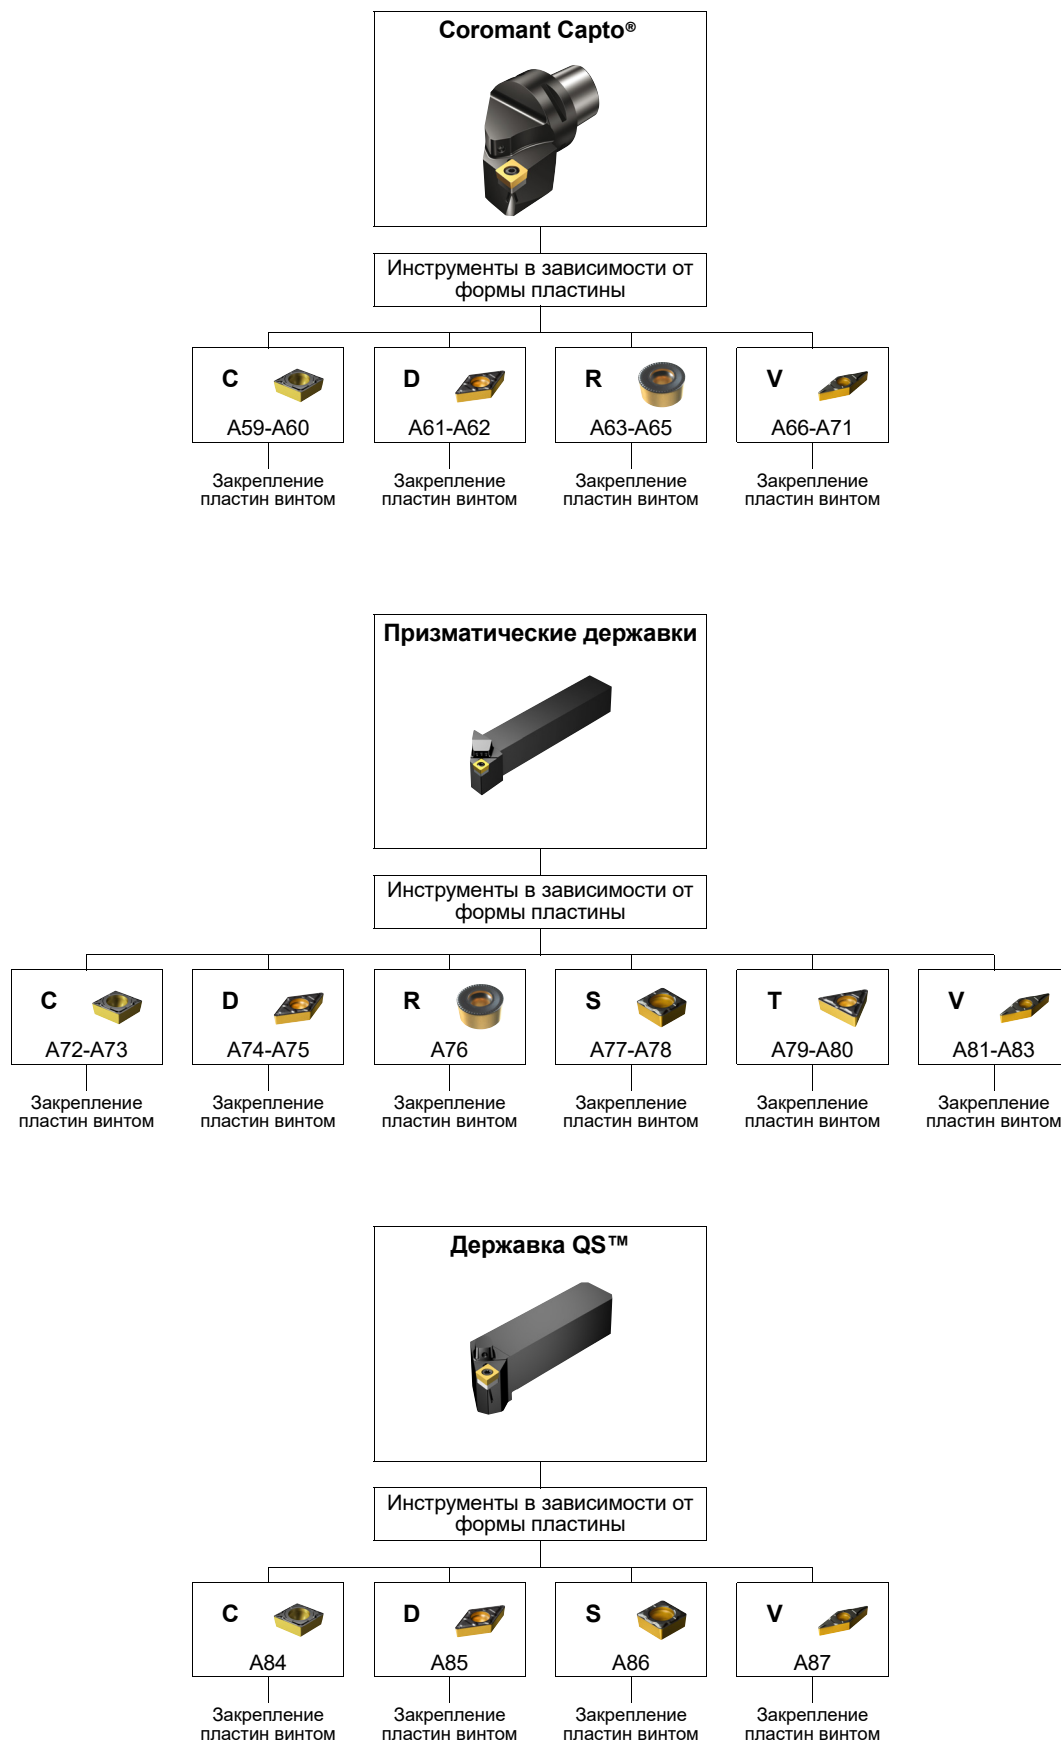 Coromant Capto®
Инструменты в зависимости от
формы пластины
C
D
R
V
A59-A60
A61-A62
A63-A65
A66-A71
Закрепление
пластин винтом
Закрепление
пластин винтом
Закрепление
пластин винтом
Закрепление
пластин винтом
Призматические державки
Инструменты в зависимости от
формы пластины
C
D
R
S
T
V
A72-A73
A74-A75
A76
A77-A78
A79-A80
A81-A83
Закрепление
пластин винтом
Закрепление
пластин винтом
Закрепление
пластин винтом
Закрепление
пластин винтом
Закрепление
пластин винтом
Закрепление
пластин винтом
Державка QS™
Инструменты в зависимости от
формы пластины
C
D
S
V
A84
A85
A86
A87
Закрепление
пластин винтом
Закрепление
пластин винтом
Закрепление
пластин винтом
Закрепление
пластин винтом